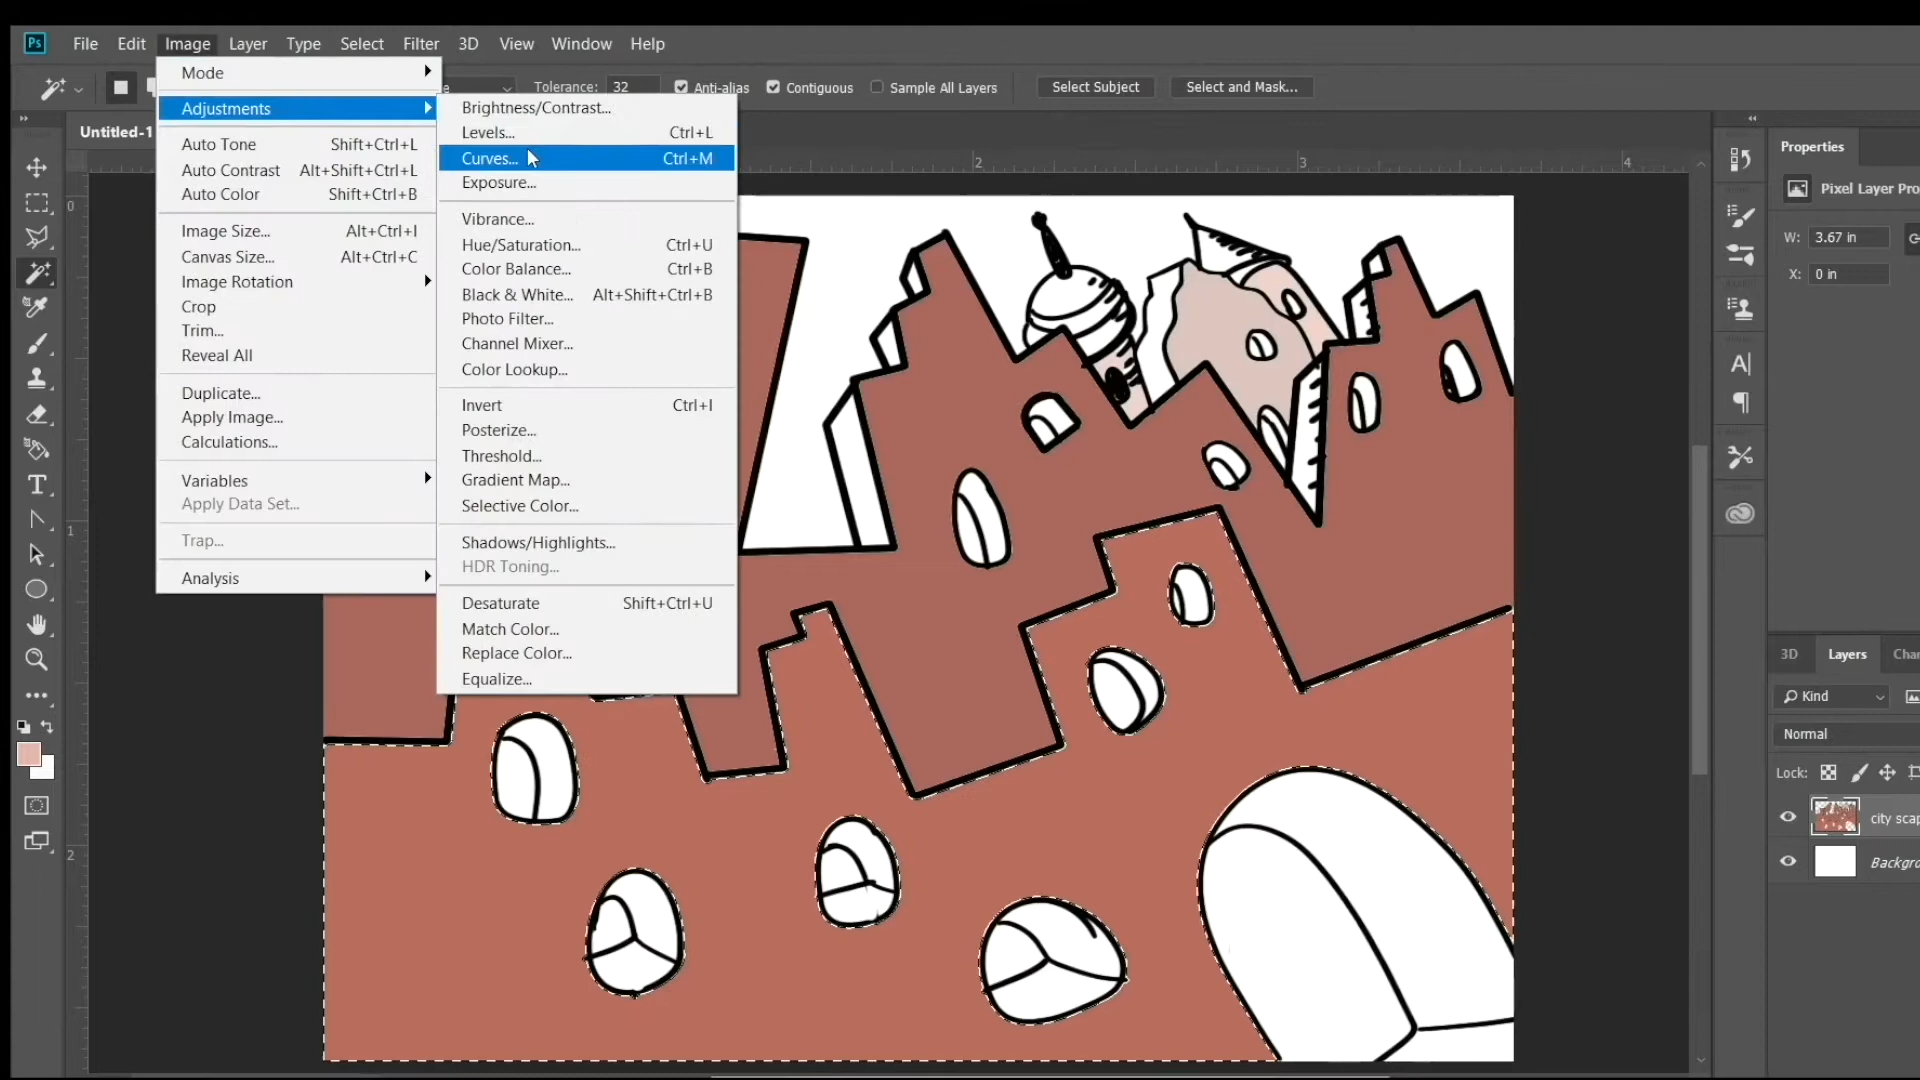 Ps File Edit Image Layer Type Select Filter 3D View Window Help
Tolerance: 32 Anti-alias Contiguous Sample All Layers Select Subject Select and Mask...
Untitled-1
Mode
Adjustments
Auto Tone Shift+Ctrl+L
Auto Contrast Alt+Shift+Ctrl+L
Auto Color Shift+Ctrl+B
Image Size... Alt+Ctrl+I
Canvas Size... Alt+Ctrl+C
Image Rotation
Crop
Trim...
Reveal All
Duplicate...
Apply Image...
Calculations...
Variables
Apply Data Set...
Trap...
Analysis
Brightness/Contrast...
Levels... Ctrl+L
Curves... Ctrl+M
Exposure...
Vibrance...
Hue/Saturation... Ctrl+U
Color Balance... Ctrl+B
Black & White... Alt+Shift+Ctrl+B
Photo Filter...
Channel Mixer...
Color Lookup...
Invert Ctrl+I
Posterize...
Threshold...
Gradient Map...
Selective Color...
Shadows/Highlights...
HDR Toning...
Desaturate Shift+Ctrl+U
Match Color...
Replace Color...
Equalize...
2 3 4
0
1
2
Properties
Pixel Layer Pro
W: 3.67 in
X: 0 in
3D Layers Chan
Kind
Normal
Lock:
city scap
Backgro